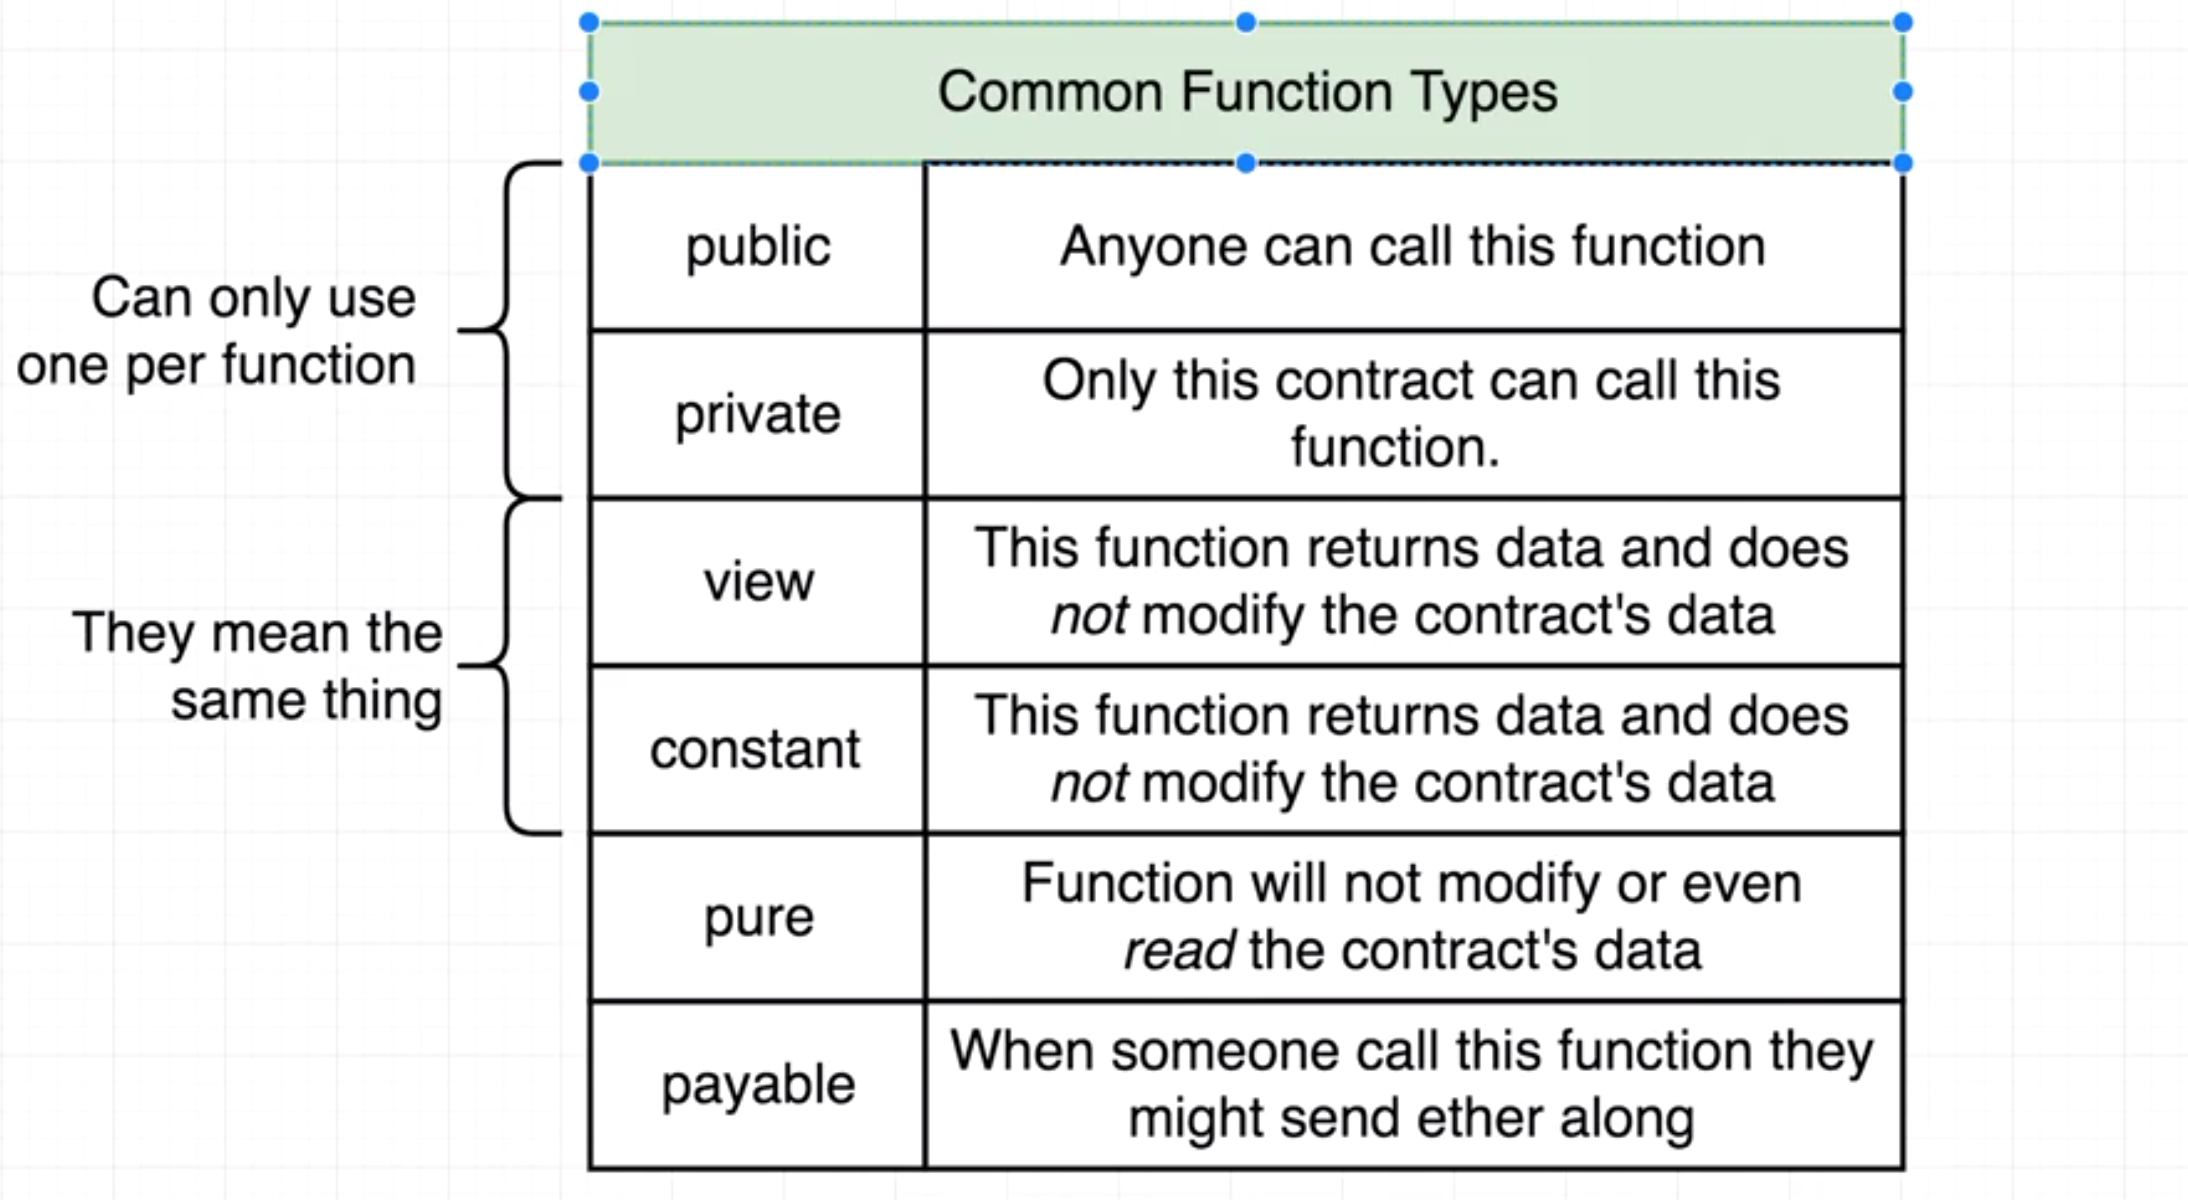 Common Function Types
Can only use
one per function
public
Anyone can call this function
private
Only this contract can call this
function.
They mean the
same thing
view
This function returns data and does
not modify the contract's data
constant
This function returns data and does
not modify the contract's data
pure
Function will not modify or even
read the contract's data
payable
When someone call this function they
might send ether along